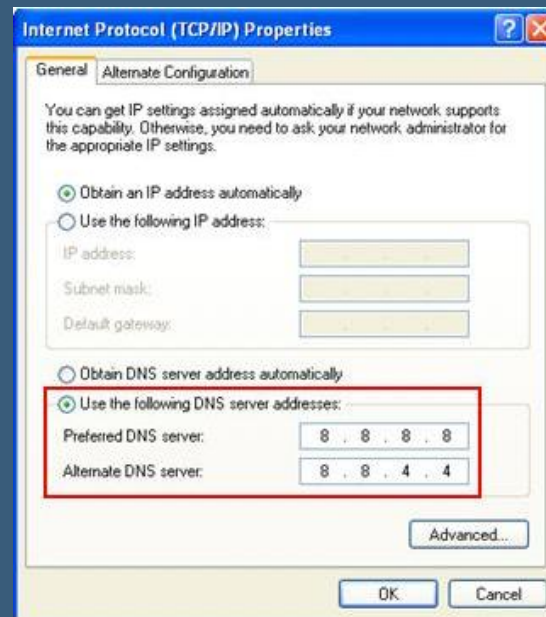 Internet Protocol (TCP/IP) Properties
General
Alternate Configuration
You can get IP settings assigned automatically if your network supports
this capability. Otherwise, you need to ask your network administrator for
the appropriate IP settings.
Obtain an IP address automatically
Use the following IP address:
IP address:
Subnet mask:
Default gateway:
Obtain DNS server address automatically
Use the following DNS server addresses:
Preferred DNS server: 8 . 8 . 8 . 8
Alternate DNS server: 8 . 8 . 4 . 4
Advanced...
OK
Cancel